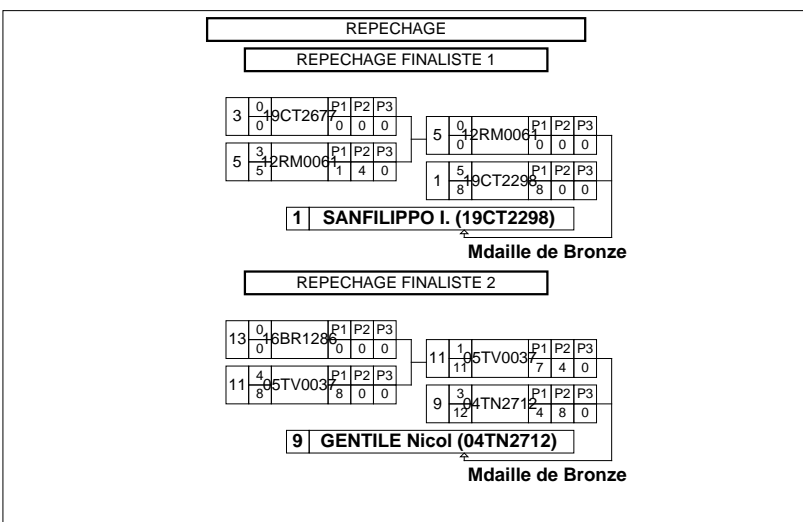 REPECHAGE
REPECHAGE FINALISTE 1
3 0 0 19CT2677 P1 P2 P3 0 0 0
5 0 0 12RM0061 P1 P2 P3 0 0 0
5 3 5 12RM0061 P1 P2 P3 1 4 0
1 5 8 19CT2298 P1 P2 P3 8 0 0
1 SANFILIPPO I. (19CT2298)
Mdaille de Bronze
REPECHAGE FINALISTE 2
13 0 0 16BR1286 P1 P2 P3 0 0 0
11 1 11 05TV0037 P1 P2 P3 7 4 0
11 4 8 05TV0037 P1 P2 P3 8 0 0
9 3 12 04TN2712 P1 P2 P3 4 8 0
9 GENTILE Nicol (04TN2712)
Mdaille de Bronze